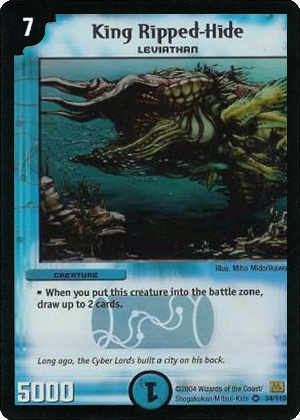 7
King Ripped-Hide
LEVIATHAN
illus. Miho Midorikawa
CREATURE
▪ When you put this creature into the battle zone,
draw up to 2 cards.
Long ago, the Cyber Lords built a city on his back.
5000
1
©2004 Wizards of the Coast/
Shogakukan/Mitsui-Kids
34/110